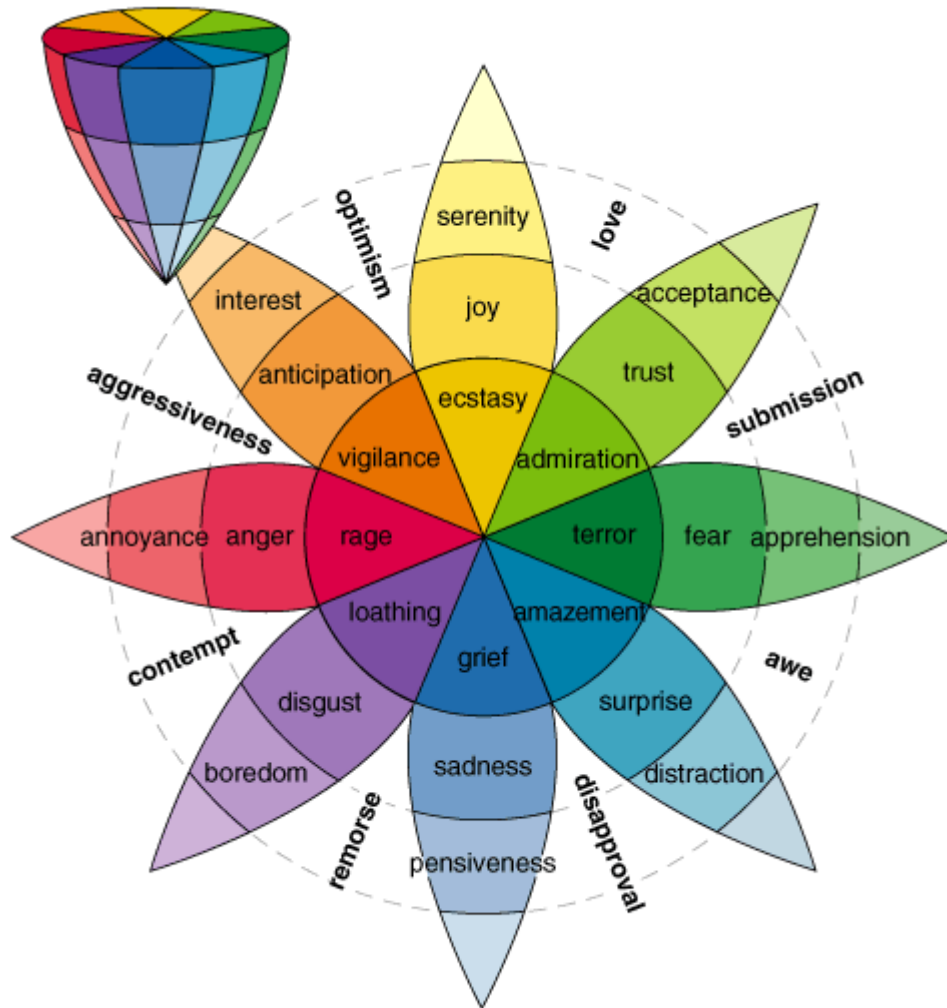 optimism
serenity
love
interest
joy
acceptance
anticipation
trust
aggressiveness
ecstasy
submission
vigilance
admiration
annoyance
anger
rage
terror
fear
apprehension
loathing
amazement
contempt
grief
awe
disgust
surprise
boredom
sadness
distraction
remorse
disapproval
pensiveness